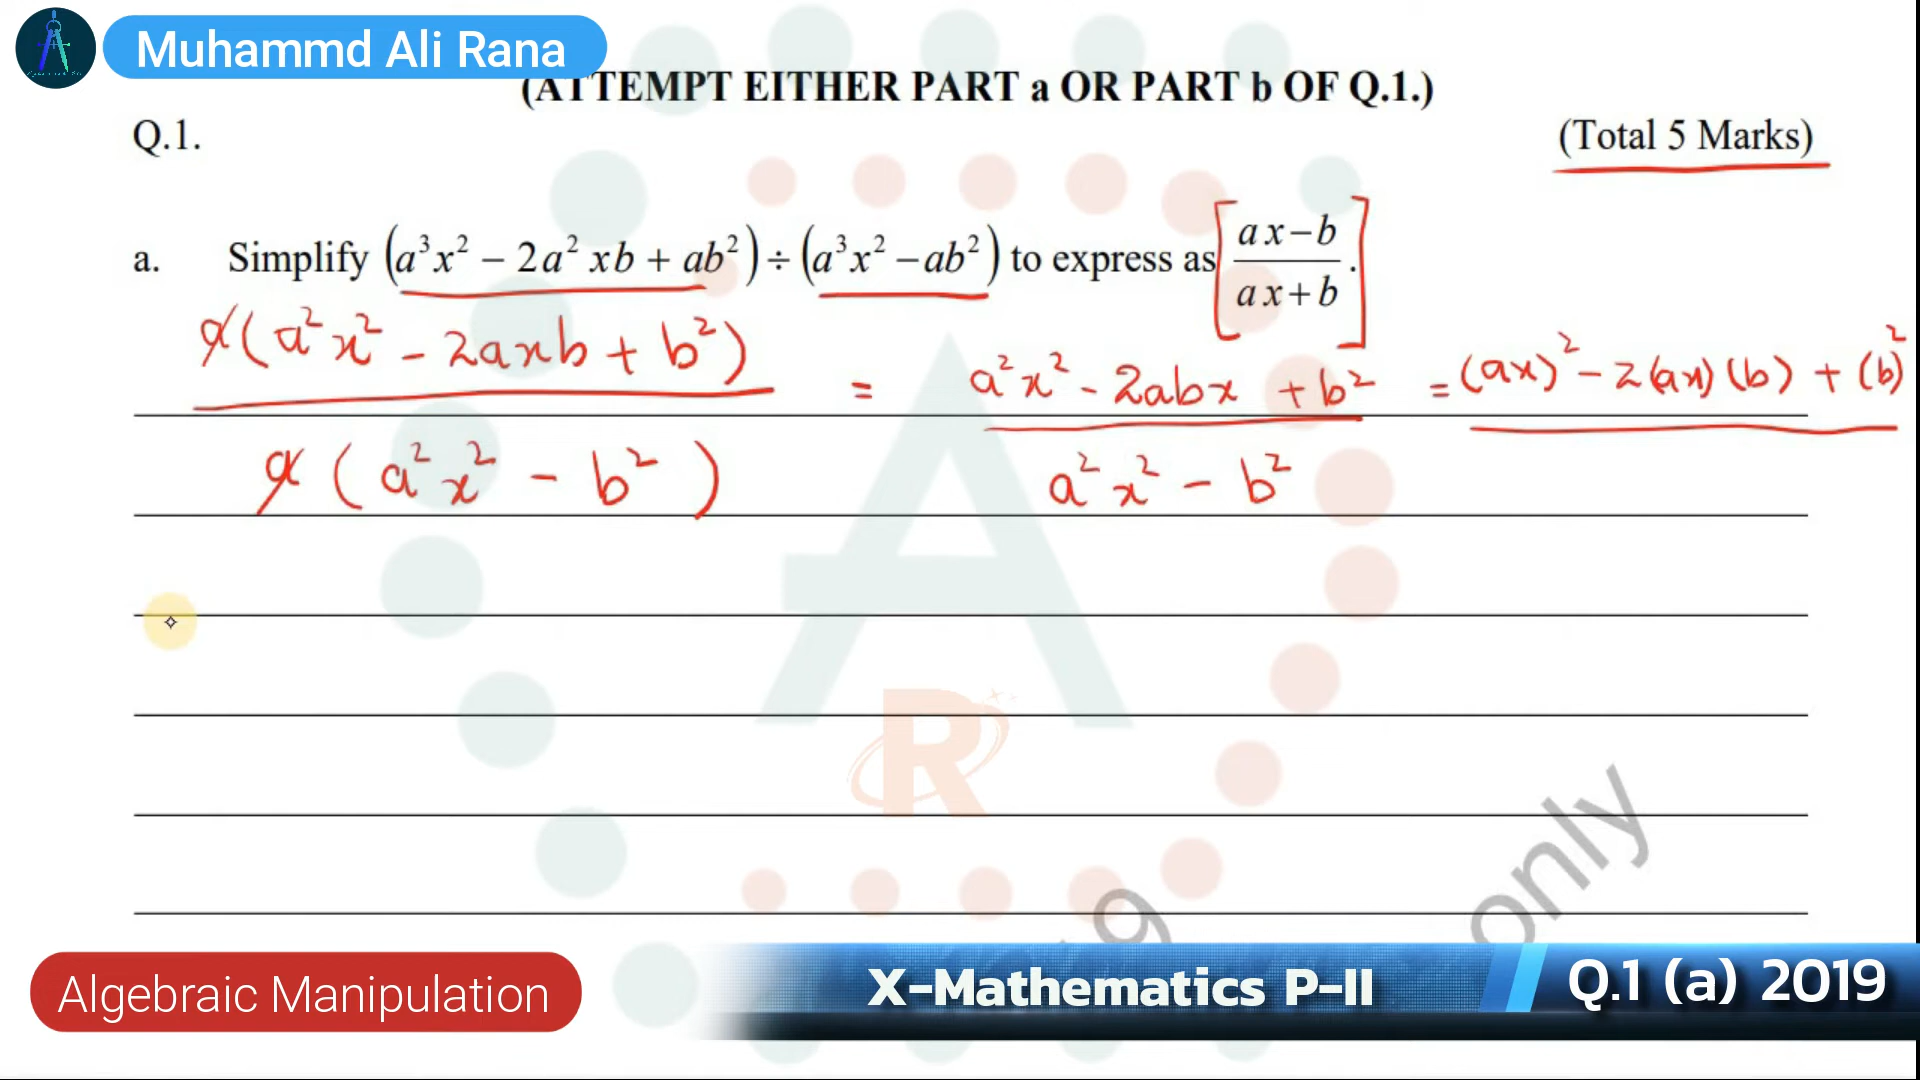 Muhammd Ali Rana
(ATTEMPT EITHER PART a OR PART b OF Q.1.)
Q.1. (Total 5 Marks)
a. Simplify (a³x² − 2a²xb + ab²) ÷ (a³x² − ab²) to express as [(ax−b)/(ax+b).]
a(a²x² − 2axb + b²) = a²x² − 2abx + b² = (ax)² − 2(ax)(b) + (b)²
a(a²x² − b²) a²x² − b²
R
only
9
Algebraic Manipulation
X-Mathematics P-II
Q.1 (a) 2019